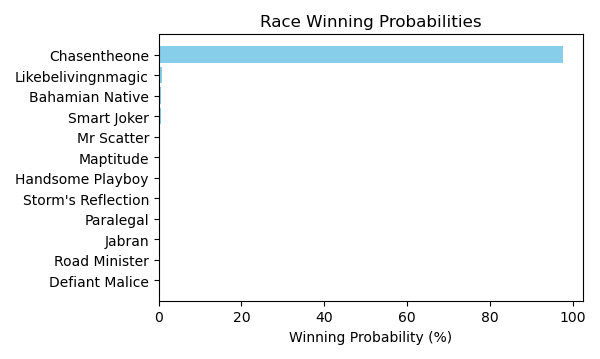 Race Winning Probabilities
Chasentheone
Likebelivingnmagic
Bahamian Native
Smart Joker
Mr Scatter
Maptitude
Handsome Playboy
Storm's Reflection
Paralegal
Jabran
Road Minister
Defiant Malice
0 20 40 60 80 100
Winning Probability (%)